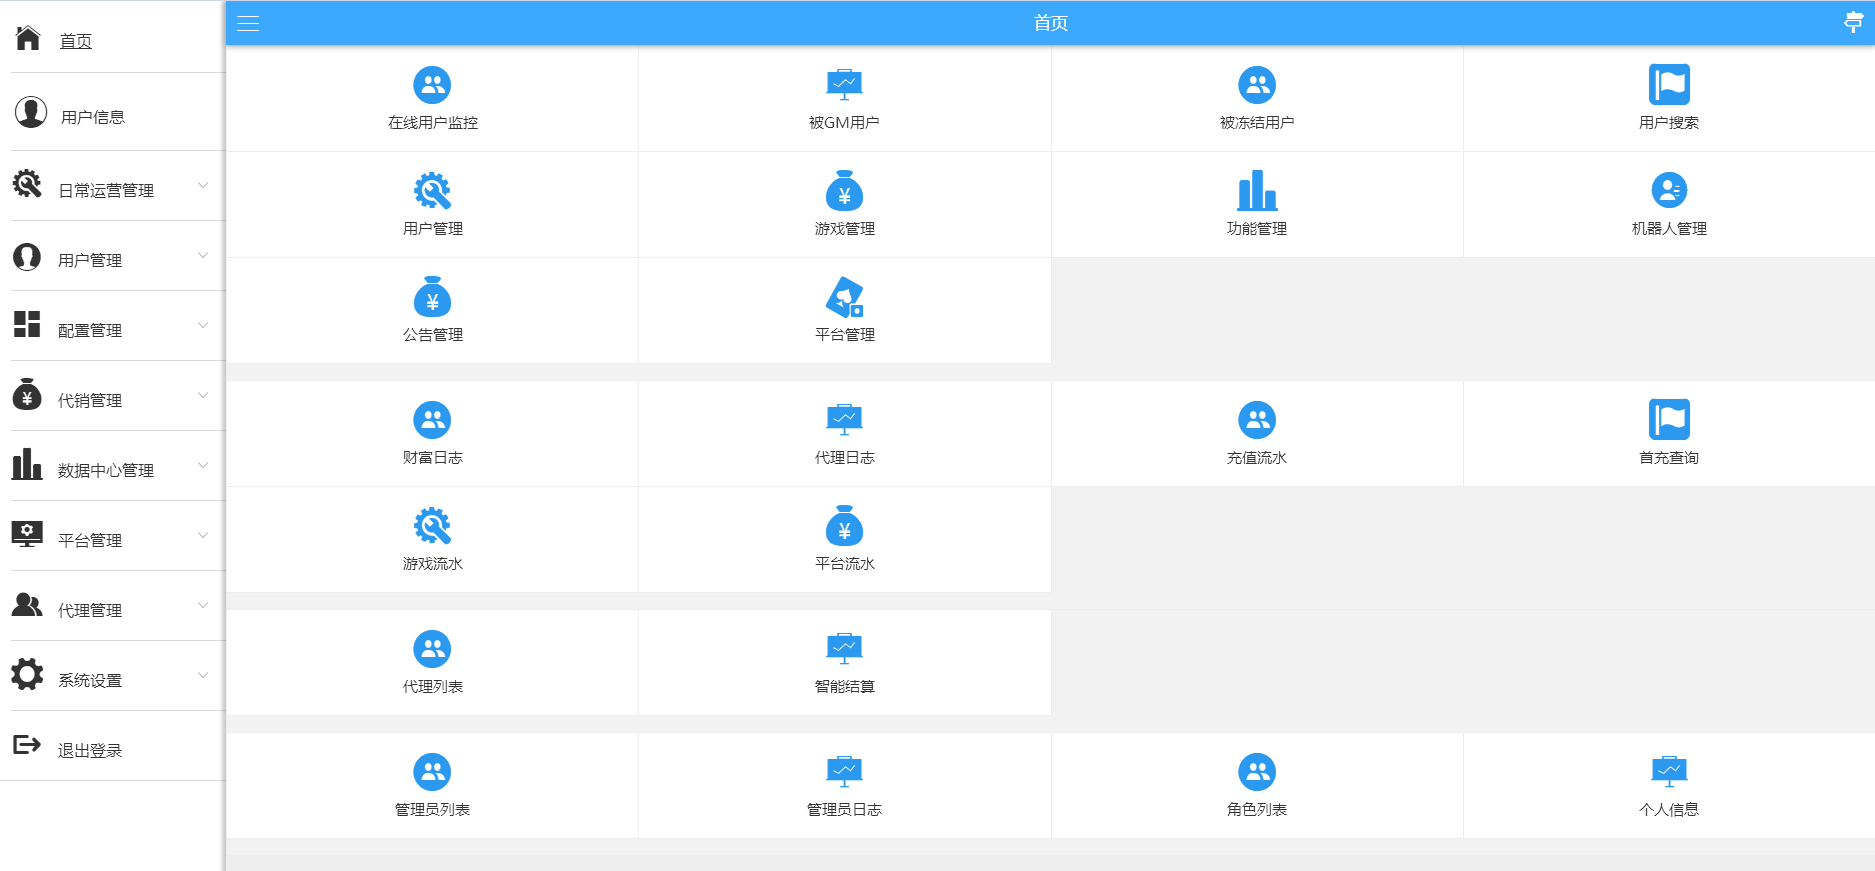 首页
用户信息
日常运营管理
用户管理
配置管理
代销管理
数据中心管理
平台管理
代理管理
系统设置
退出登录
首页
在线用户监控
被GM用户
被冻结用户
用户搜索
用户管理
游戏管理
功能管理
机器人管理
公告管理
平台管理
财富日志
代理日志
充值流水
首充查询
游戏流水
平台流水
代理列表
智能结算
管理员列表
管理员日志
角色列表
个人信息